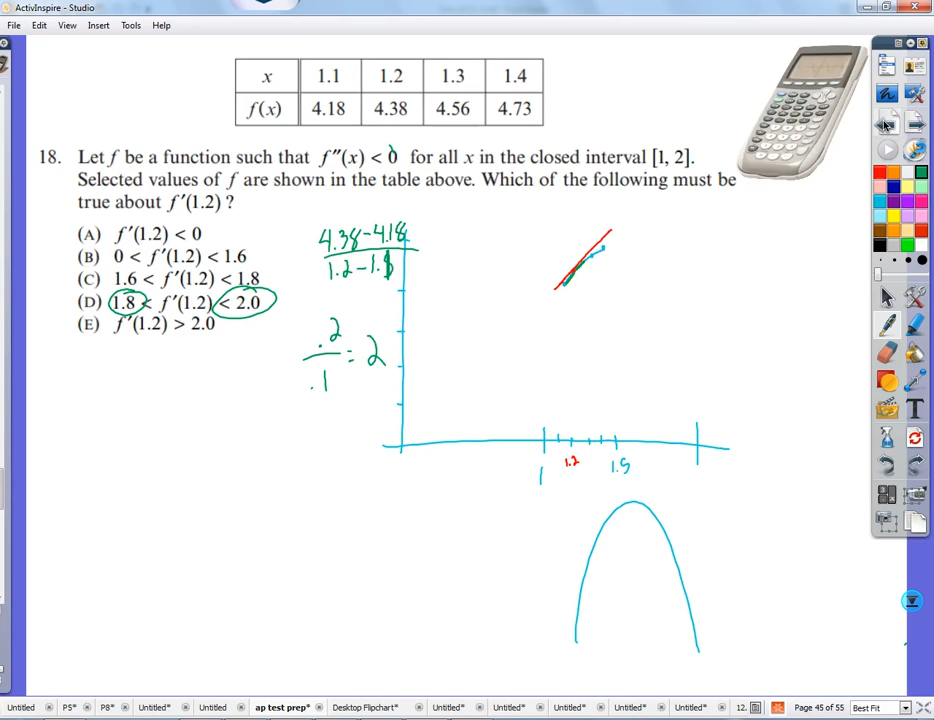 ActivInspire - Studio
File Edit View Insert Tools Help
x 1.1 1.2 1.3 1.4
f(x) 4.18 4.38 4.56 4.73
18. Let f be a function such that f″(x) < 0 for all x in the closed interval [1, 2].
Selected values of f are shown in the table above. Which of the following must be
true about f′(1.2) ?
(A) f′(1.2) < 0
(B) 0 < f′(1.2) < 1.6
(C) 1.6 < f′(1.2) < 1.8
(D) 1.8 < f′(1.2) < 2.0
(E) f′(1.2) > 2.0
4.38-4.18
1.2-1.1
.2
.1
= 2
1.2
1.5
1
Untitled P5* P8* Untitled* Untitled ap test prep* Desktop Flipchart* Untitled* Untitled* Untitled* Untitled* Untitled* 12. Page 45 of 55 Best Fit